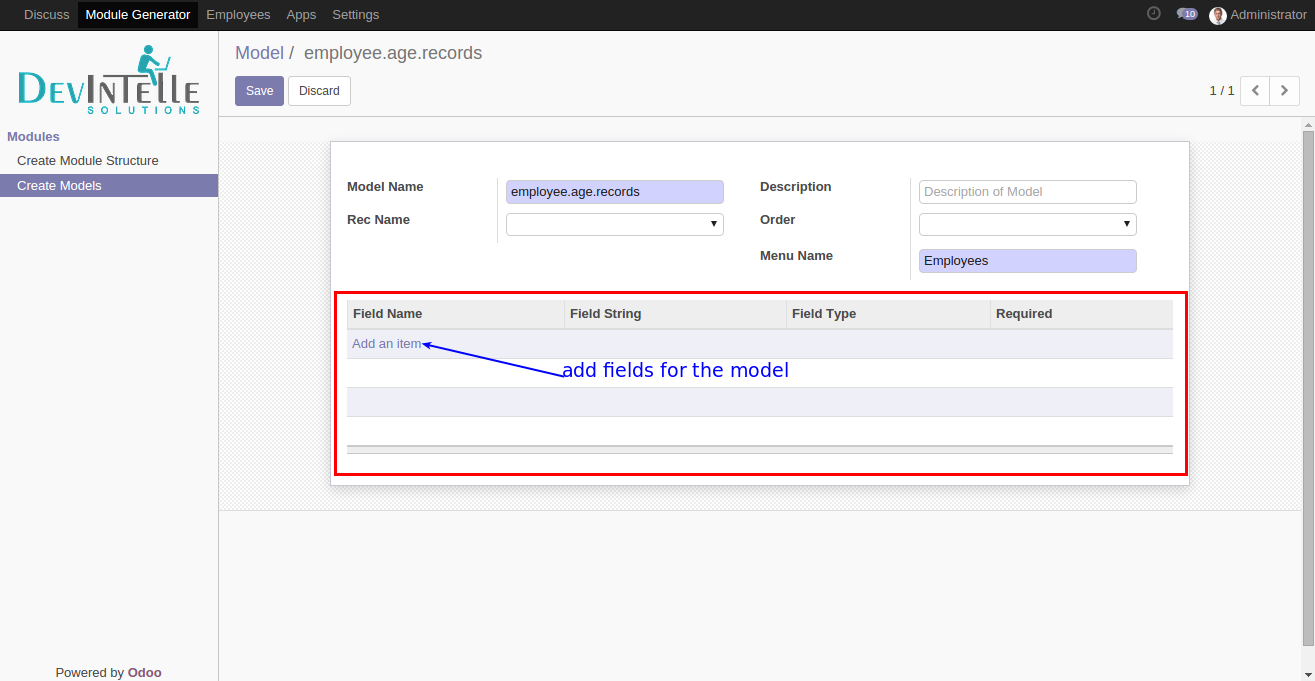 Discuss Module Generator Employees Apps Settings 10 Administrator
DEVINTELLE
SOLUTIONS
Modules
Create Module Structure
Create Models
Powered by Odoo
Model / employee.age.records
Save Discard 1 / 1
Model Name employee.age.records Description Description of Model
Rec Name Order
Menu Name Employees
Field Name Field String Field Type Required
Add an item
add fields for the model